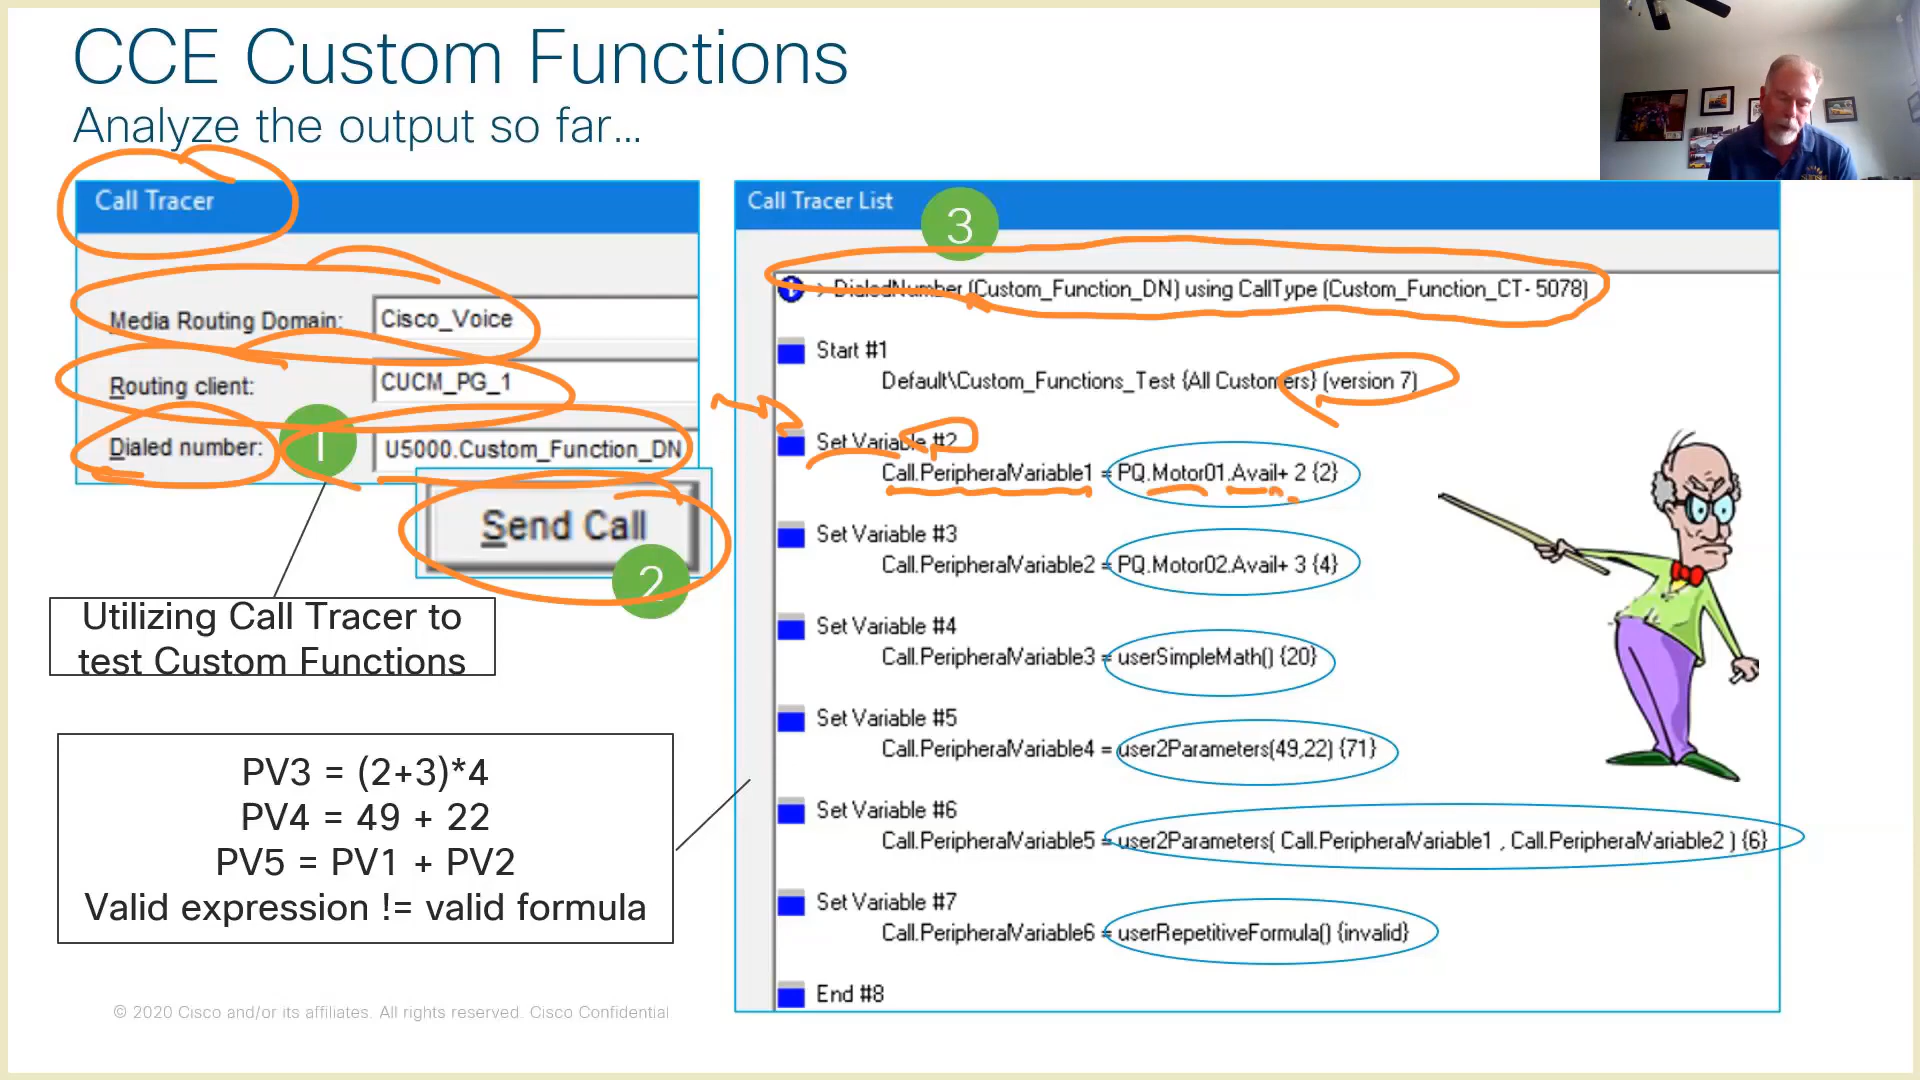 CCE Custom Functions
Analyze the output so far...
Call Tracer
Media Routing Domain: Cisco_Voice
Routing client: CUCM_PG_1
Dialed number: U5000.Custom_Function_DN
1
Send Call
2
Utilizing Call Tracer to
test Custom Functions
PV3 = (2+3)*4
PV4 = 49 + 22
PV5 = PV1 + PV2
Valid expression != valid formula
© 2020 Cisco and/or its affiliates. All rights reserved. Cisco Confidential
Call Tracer List
3
> DialedNumber (Custom_Function_DN) using CallType (Custom_Function_CT- 5078)
Start #1
Default\Custom_Functions_Test {All Customers} (version 7)
Set Variable #2
Call.PeripheralVariable1 = PQ.Motor01.Avail+ 2 {2}
Set Variable #3
Call.PeripheralVariable2 = PQ.Motor02.Avail+ 3 {4}
Set Variable #4
Call.PeripheralVariable3 = userSimpleMath() {20}
Set Variable #5
Call.PeripheralVariable4 = user2Parameters(49,22) {71}
Set Variable #6
Call.PeripheralVariable5 = user2Parameters( Call.PeripheralVariable1 , Call.PeripheralVariable2 ) {6}
Set Variable #7
Call.PeripheralVariable6 = userRepetitiveFormula() {invalid}
End #8